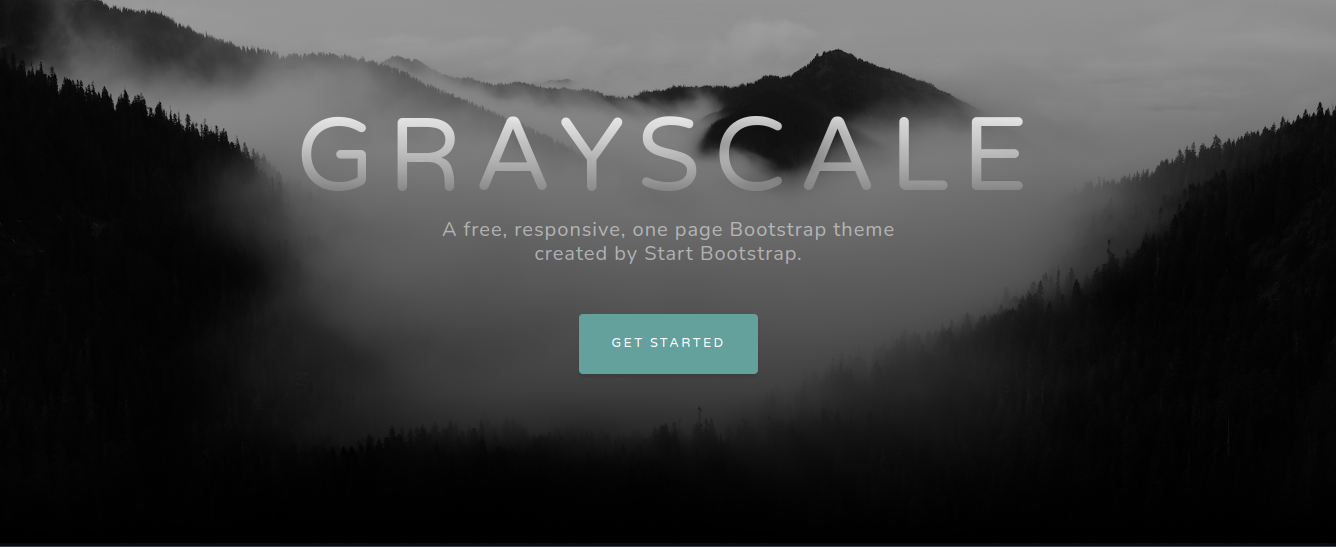 GRAYSCALE
A free, responsive, one page Bootstrap theme
created by Start Bootstrap.
GET STARTED